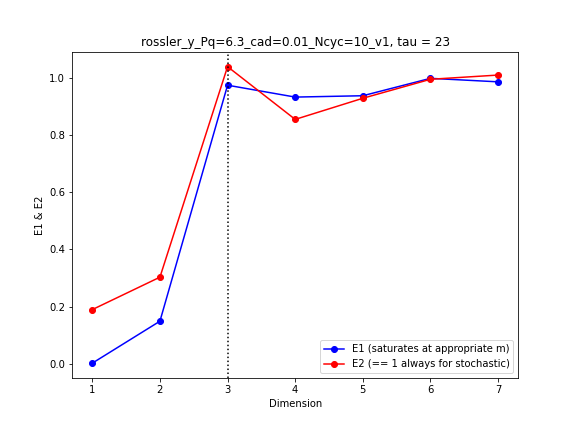 rossler_y_Pq=6.3_cad=0.01_Ncyc=10_v1, tau = 23
1.0
0.8
0.6
0.4
0.2
0.0
E1 & E2
E1 (saturates at appropriate m)
E2 (== 1 always for stochastic)
1 2 3 4 5 6 7
Dimension